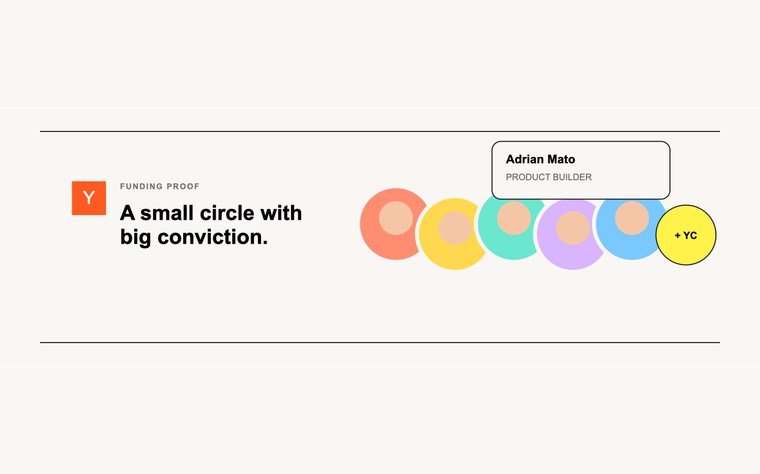 Y
FUNDING PROOF
A small circle with
big conviction.
Adrian Mato
PRODUCT BUILDER
+ YC